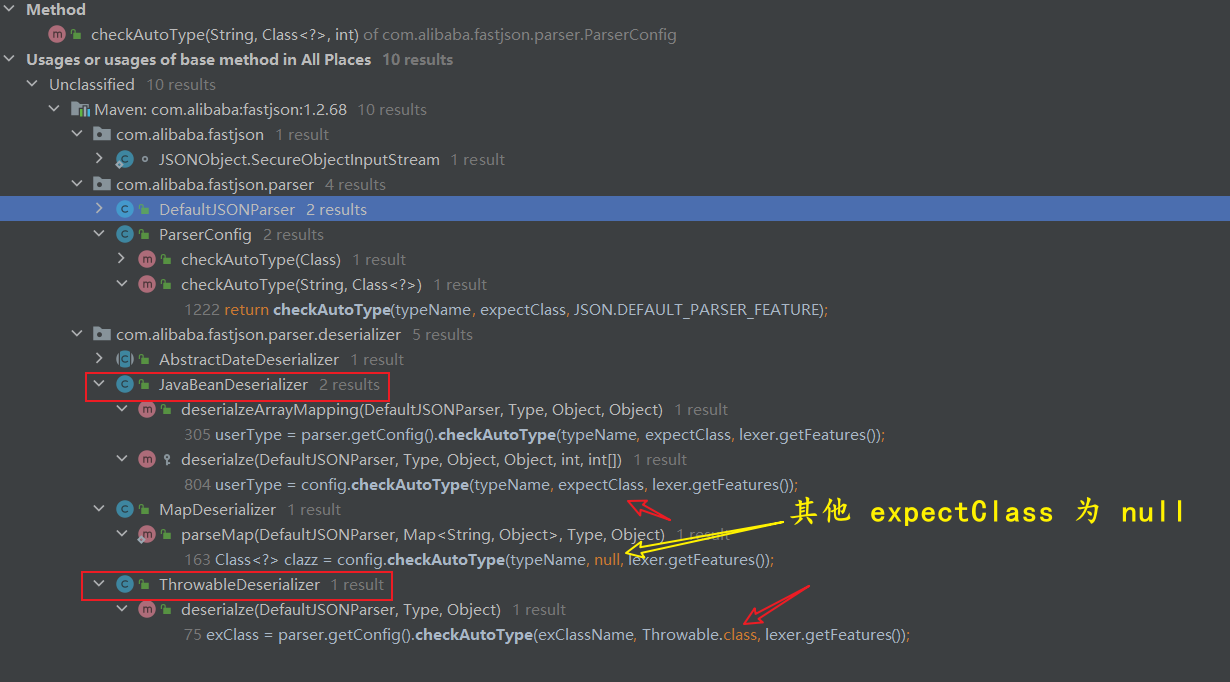 Method
checkAutoType(String, Class<?>, int) of com.alibaba.fastjson.parser.ParserConfig
Usages or usages of base method in All Places 10 results
Unclassified 10 results
Maven: com.alibaba:fastjson:1.2.68 10 results
com.alibaba.fastjson 1 result
JSONObject.SecureObjectInputStream 1 result
com.alibaba.fastjson.parser 4 results
DefaultJSONParser 2 results
ParserConfig 2 results
checkAutoType(Class) 1 result
checkAutoType(String, Class<?>) 1 result
1222 return checkAutoType(typeName, expectClass, JSON.DEFAULT_PARSER_FEATURE);
com.alibaba.fastjson.parser.deserializer 5 results
AbstractDateDeserializer 1 result
JavaBeanDeserializer 2 results
deserialzeArrayMapping(DefaultJSONParser, Type, Object, Object) 1 result
305 userType = parser.getConfig().checkAutoType(typeName, expectClass, lexer.getFeatures());
deserialze(DefaultJSONParser, Type, Object, Object, int, int[]) 1 result
804 userType = config.checkAutoType(typeName, expectClass, lexer.getFeatures());
MapDeserializer 1 result
其他 expectClass 为 null
parseMap(DefaultJSONParser, Map<String, Object>, Type, Object) 1 result
163 Class<?> clazz = config.checkAutoType(typeName, null, lexer.getFeatures());
ThrowableDeserializer 1 result
deserialze(DefaultJSONParser, Type, Object) 1 result
75 exClass = parser.getConfig().checkAutoType(exClassName, Throwable.class, lexer.getFeatures());